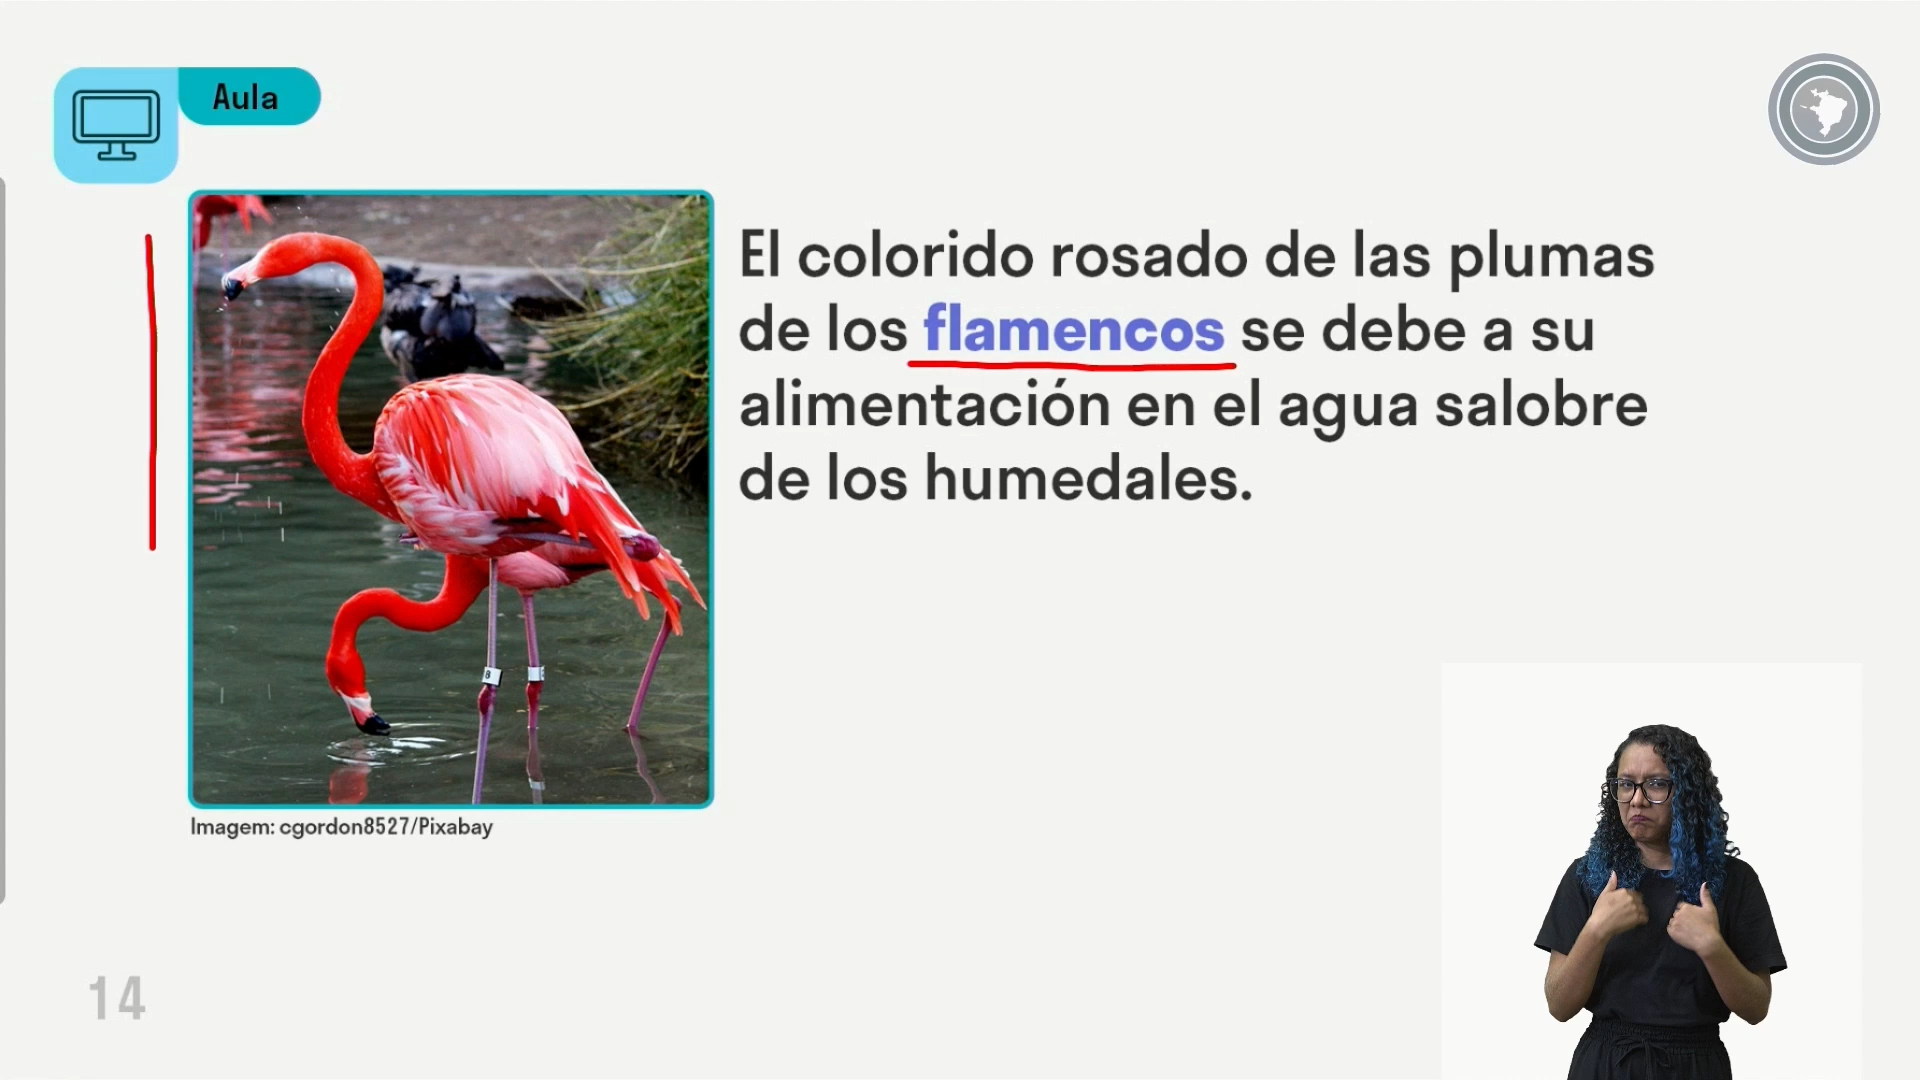 Aula
El colorido rosado de las plumas
de los flamencos se debe a su
alimentación en el agua salobre
de los humedales.
Imagem: cgordon8527/Pixabay
14